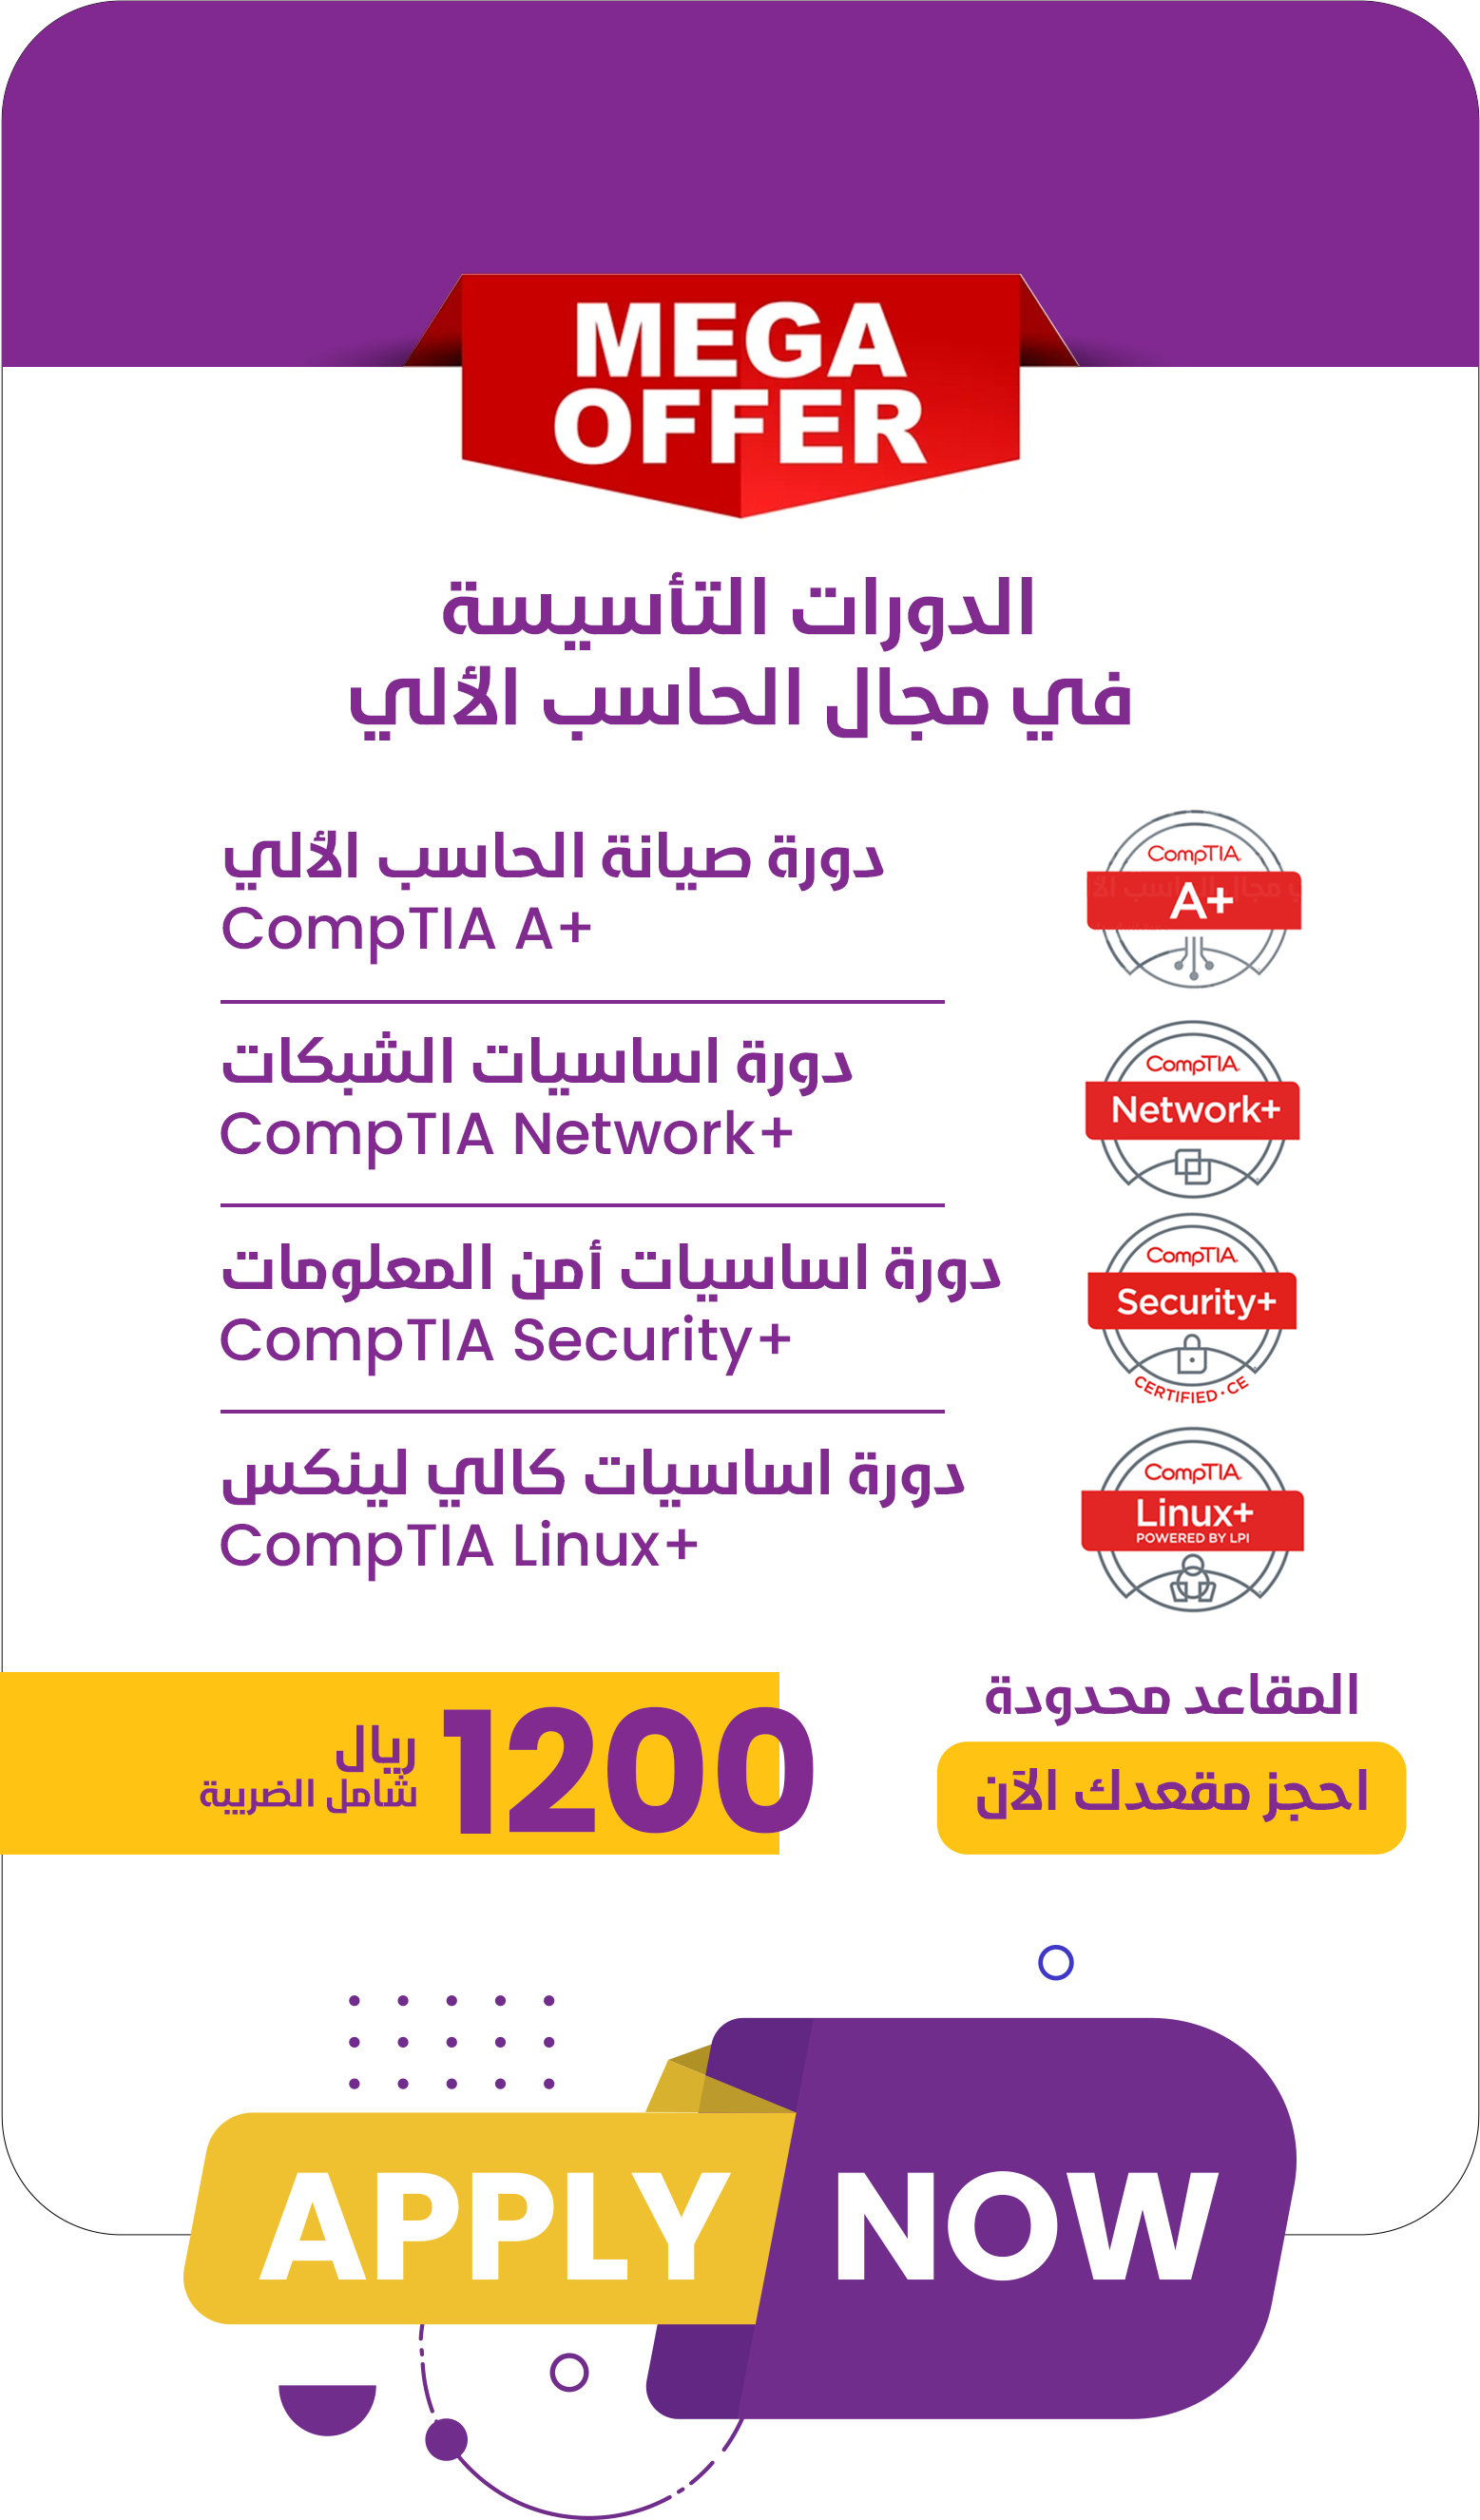 MEGA
OFFER
الدورات التأسيسة
في مجال الحاسب الألي
دورة صيانة الحاسب الألي
CompTIA A+
CompTIA.
A+
دورة اساسيات الشبكات
CompTIA Network+
CompTIA.
Network+
دورة اساسيات أمن المعلومات
CompTIA Security+
CompTIA.
Security+
CERTIFIED · CE
دورة اساسيات كالي لينكس
CompTIA Linux+
CompTIA.
Linux+
POWERED BY LPI
المقاعد محدودة
احجز مقعدك الآن
1200
ريال
شامل الضريبة
APPLY NOW